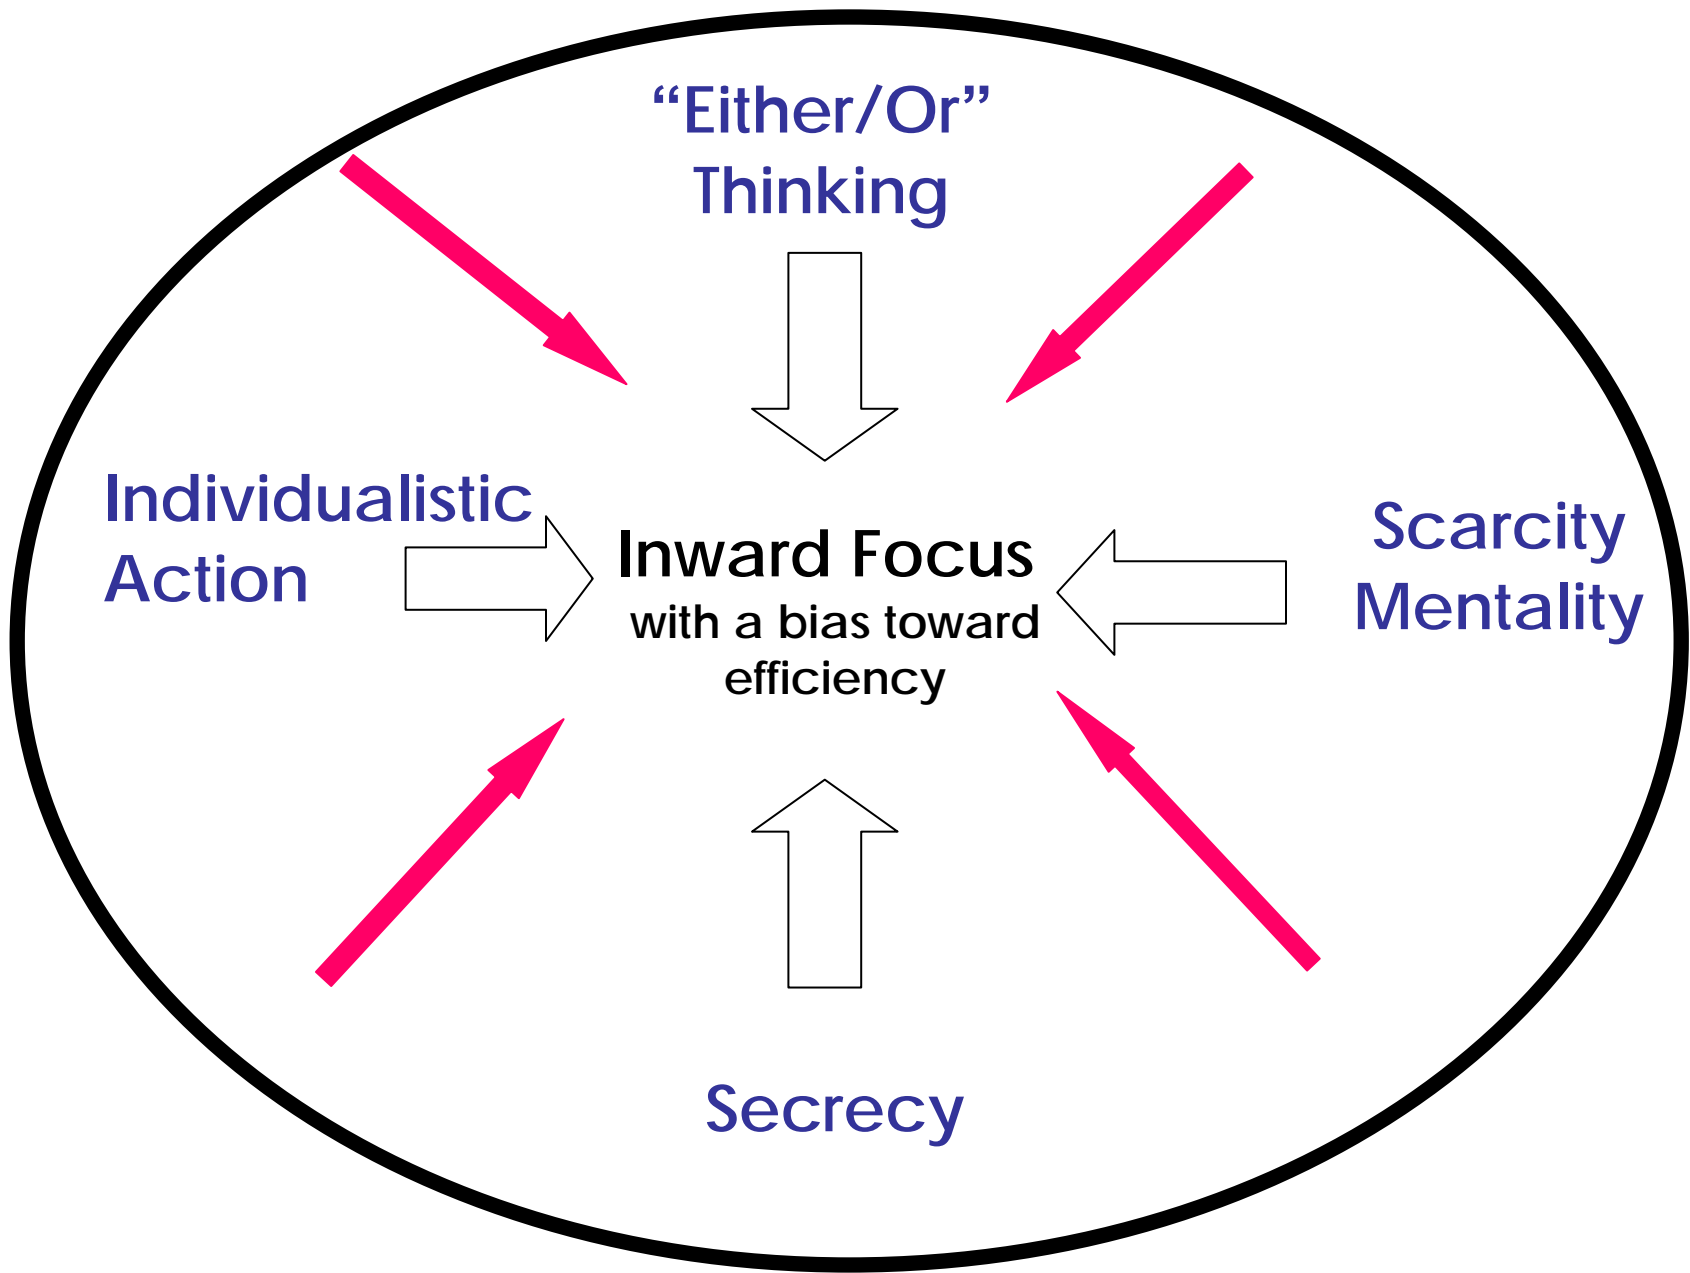 “Either/Or”
Thinking
Individualistic
Action
Inward Focus
with a bias toward
efficiency
Scarcity
Mentality
Secrecy